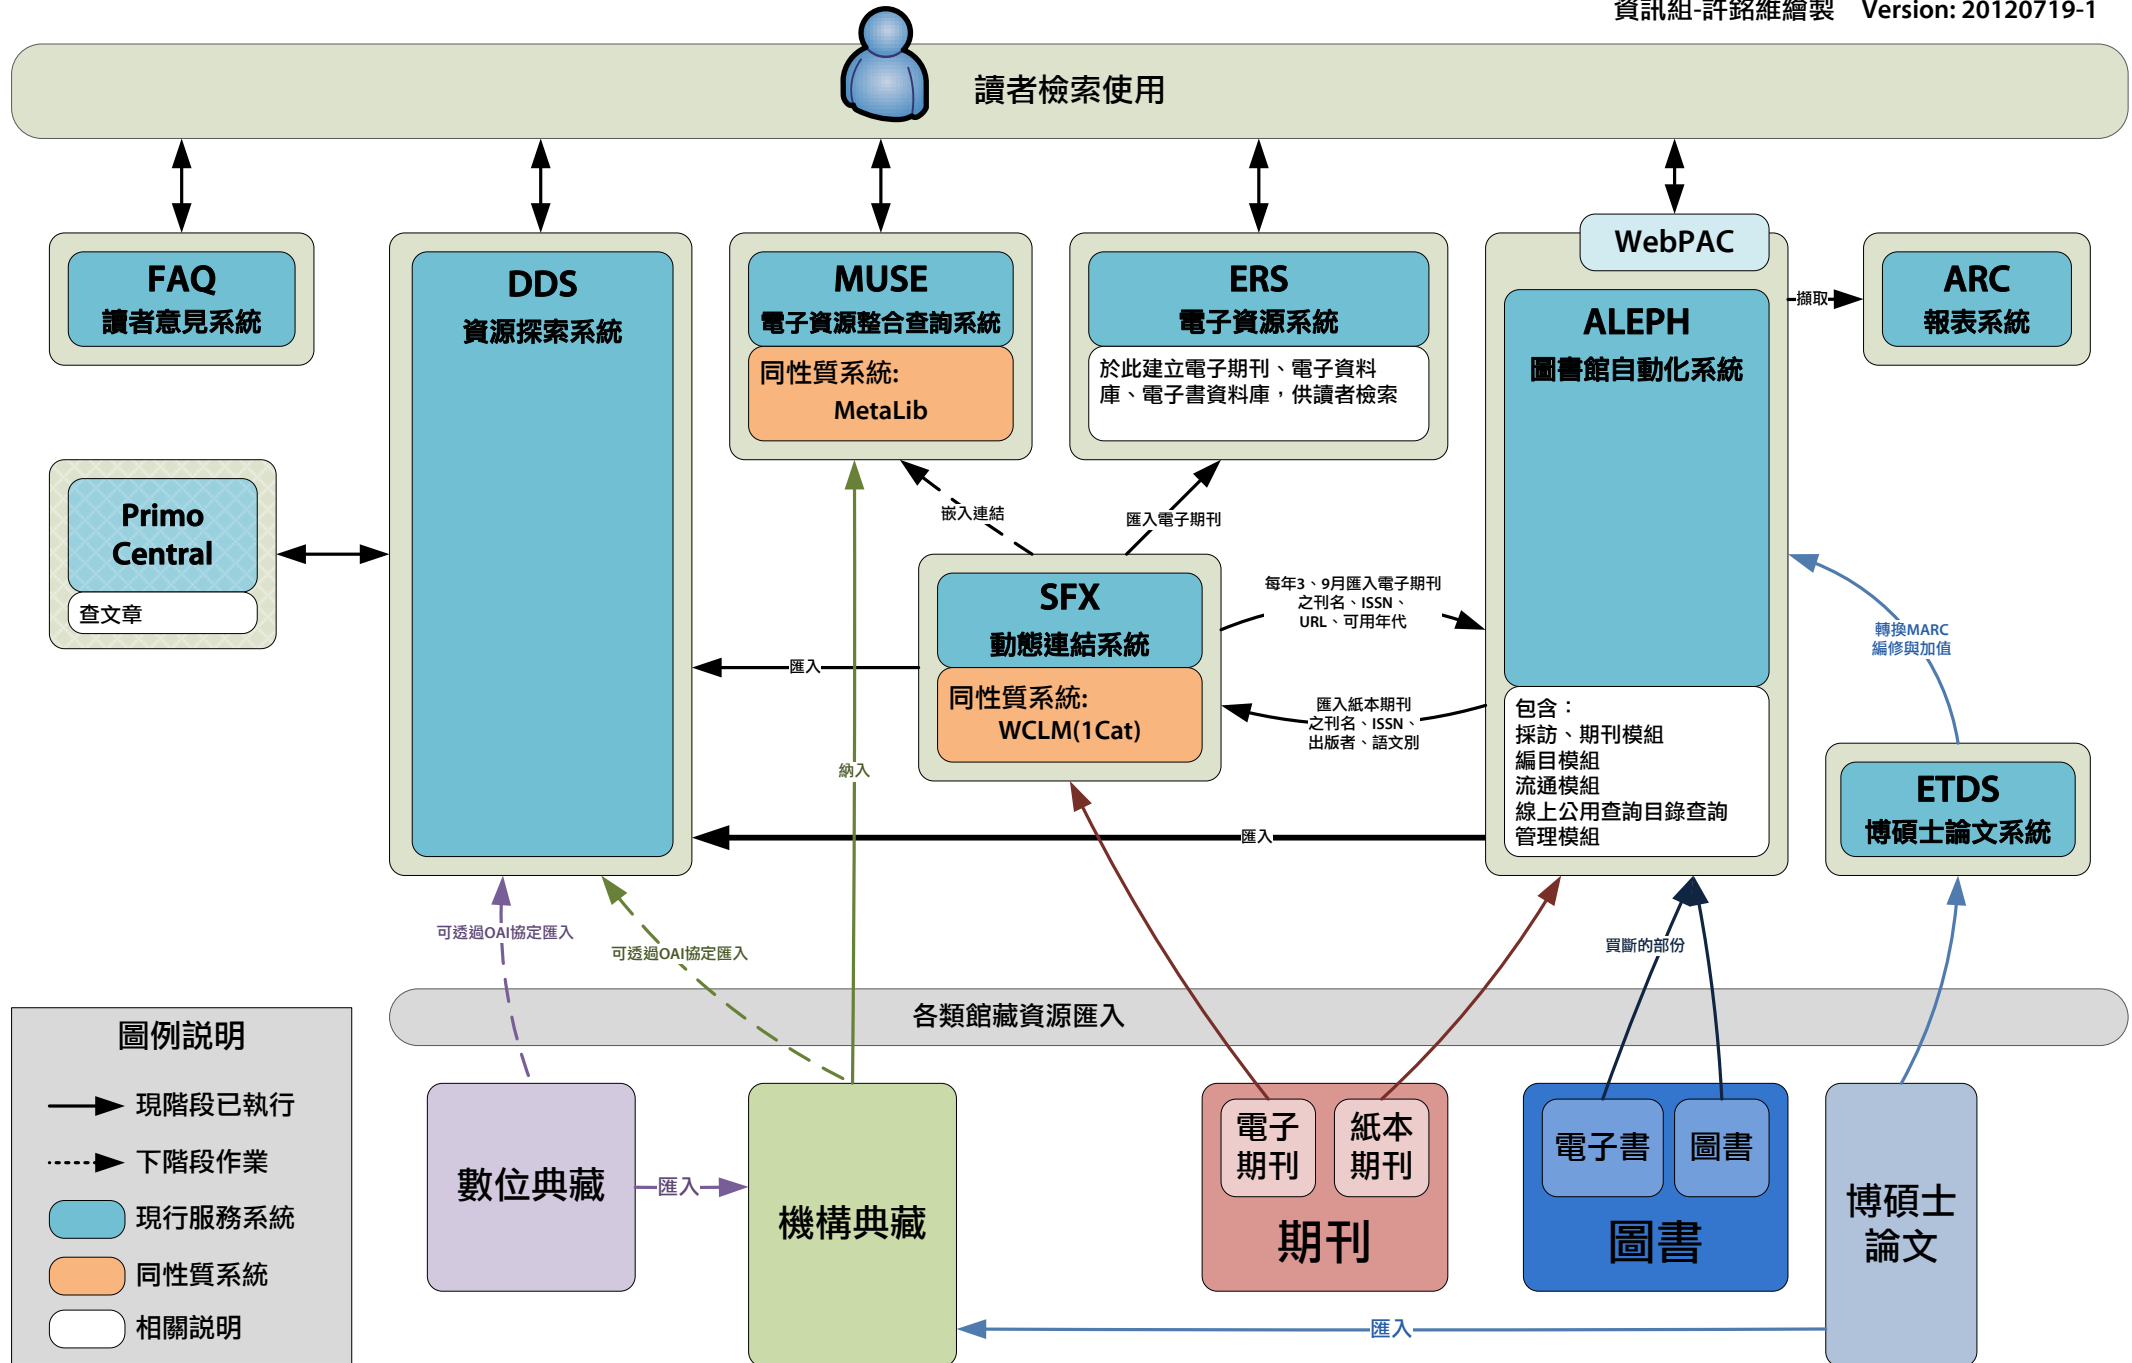 資訊組-許銘維繪製 Version: 20120719-1
讀者檢索使用
FAQ
讀者意見系統
DDS
資源探索系統
MUSE
電子資源整合查詢系統
同性質系統:
MetaLib
ERS
電子資源系統
於此建立電子期刊、電子資料
庫、電子書資料庫，供讀者檢索
WebPAC
ALEPH
圖書館自動化系統
擷取
ARC
報表系統
Primo
Central
查文章
嵌入連結
匯入電子期刊
SFX
動態連結系統
同性質系統:
WCLM(1Cat)
每年3、9月匯入電子期刊
之刊名、ISSN、
URL、可用年代
匯入
匯入紙本期刊
之刊名、ISSN、
出版者、語文別
包含：
採訪、期刊模組
編目模組
流通模組
線上公用查詢目錄查詢
管理模組
轉換MARC
編修與加值
ETDS
博碩士論文系統
納入
匯入
可透過OAI協定匯入
可透過OAI協定匯入
買斷的部份
各類館藏資源匯入
圖例説明
現階段已執行
下階段作業
現行服務系統
同性質系統
相關説明
數位典藏
匯入
機構典藏
電子
期刊
紙本
期刊
期刊
電子書
圖書
圖書
博碩士
論文
匯入